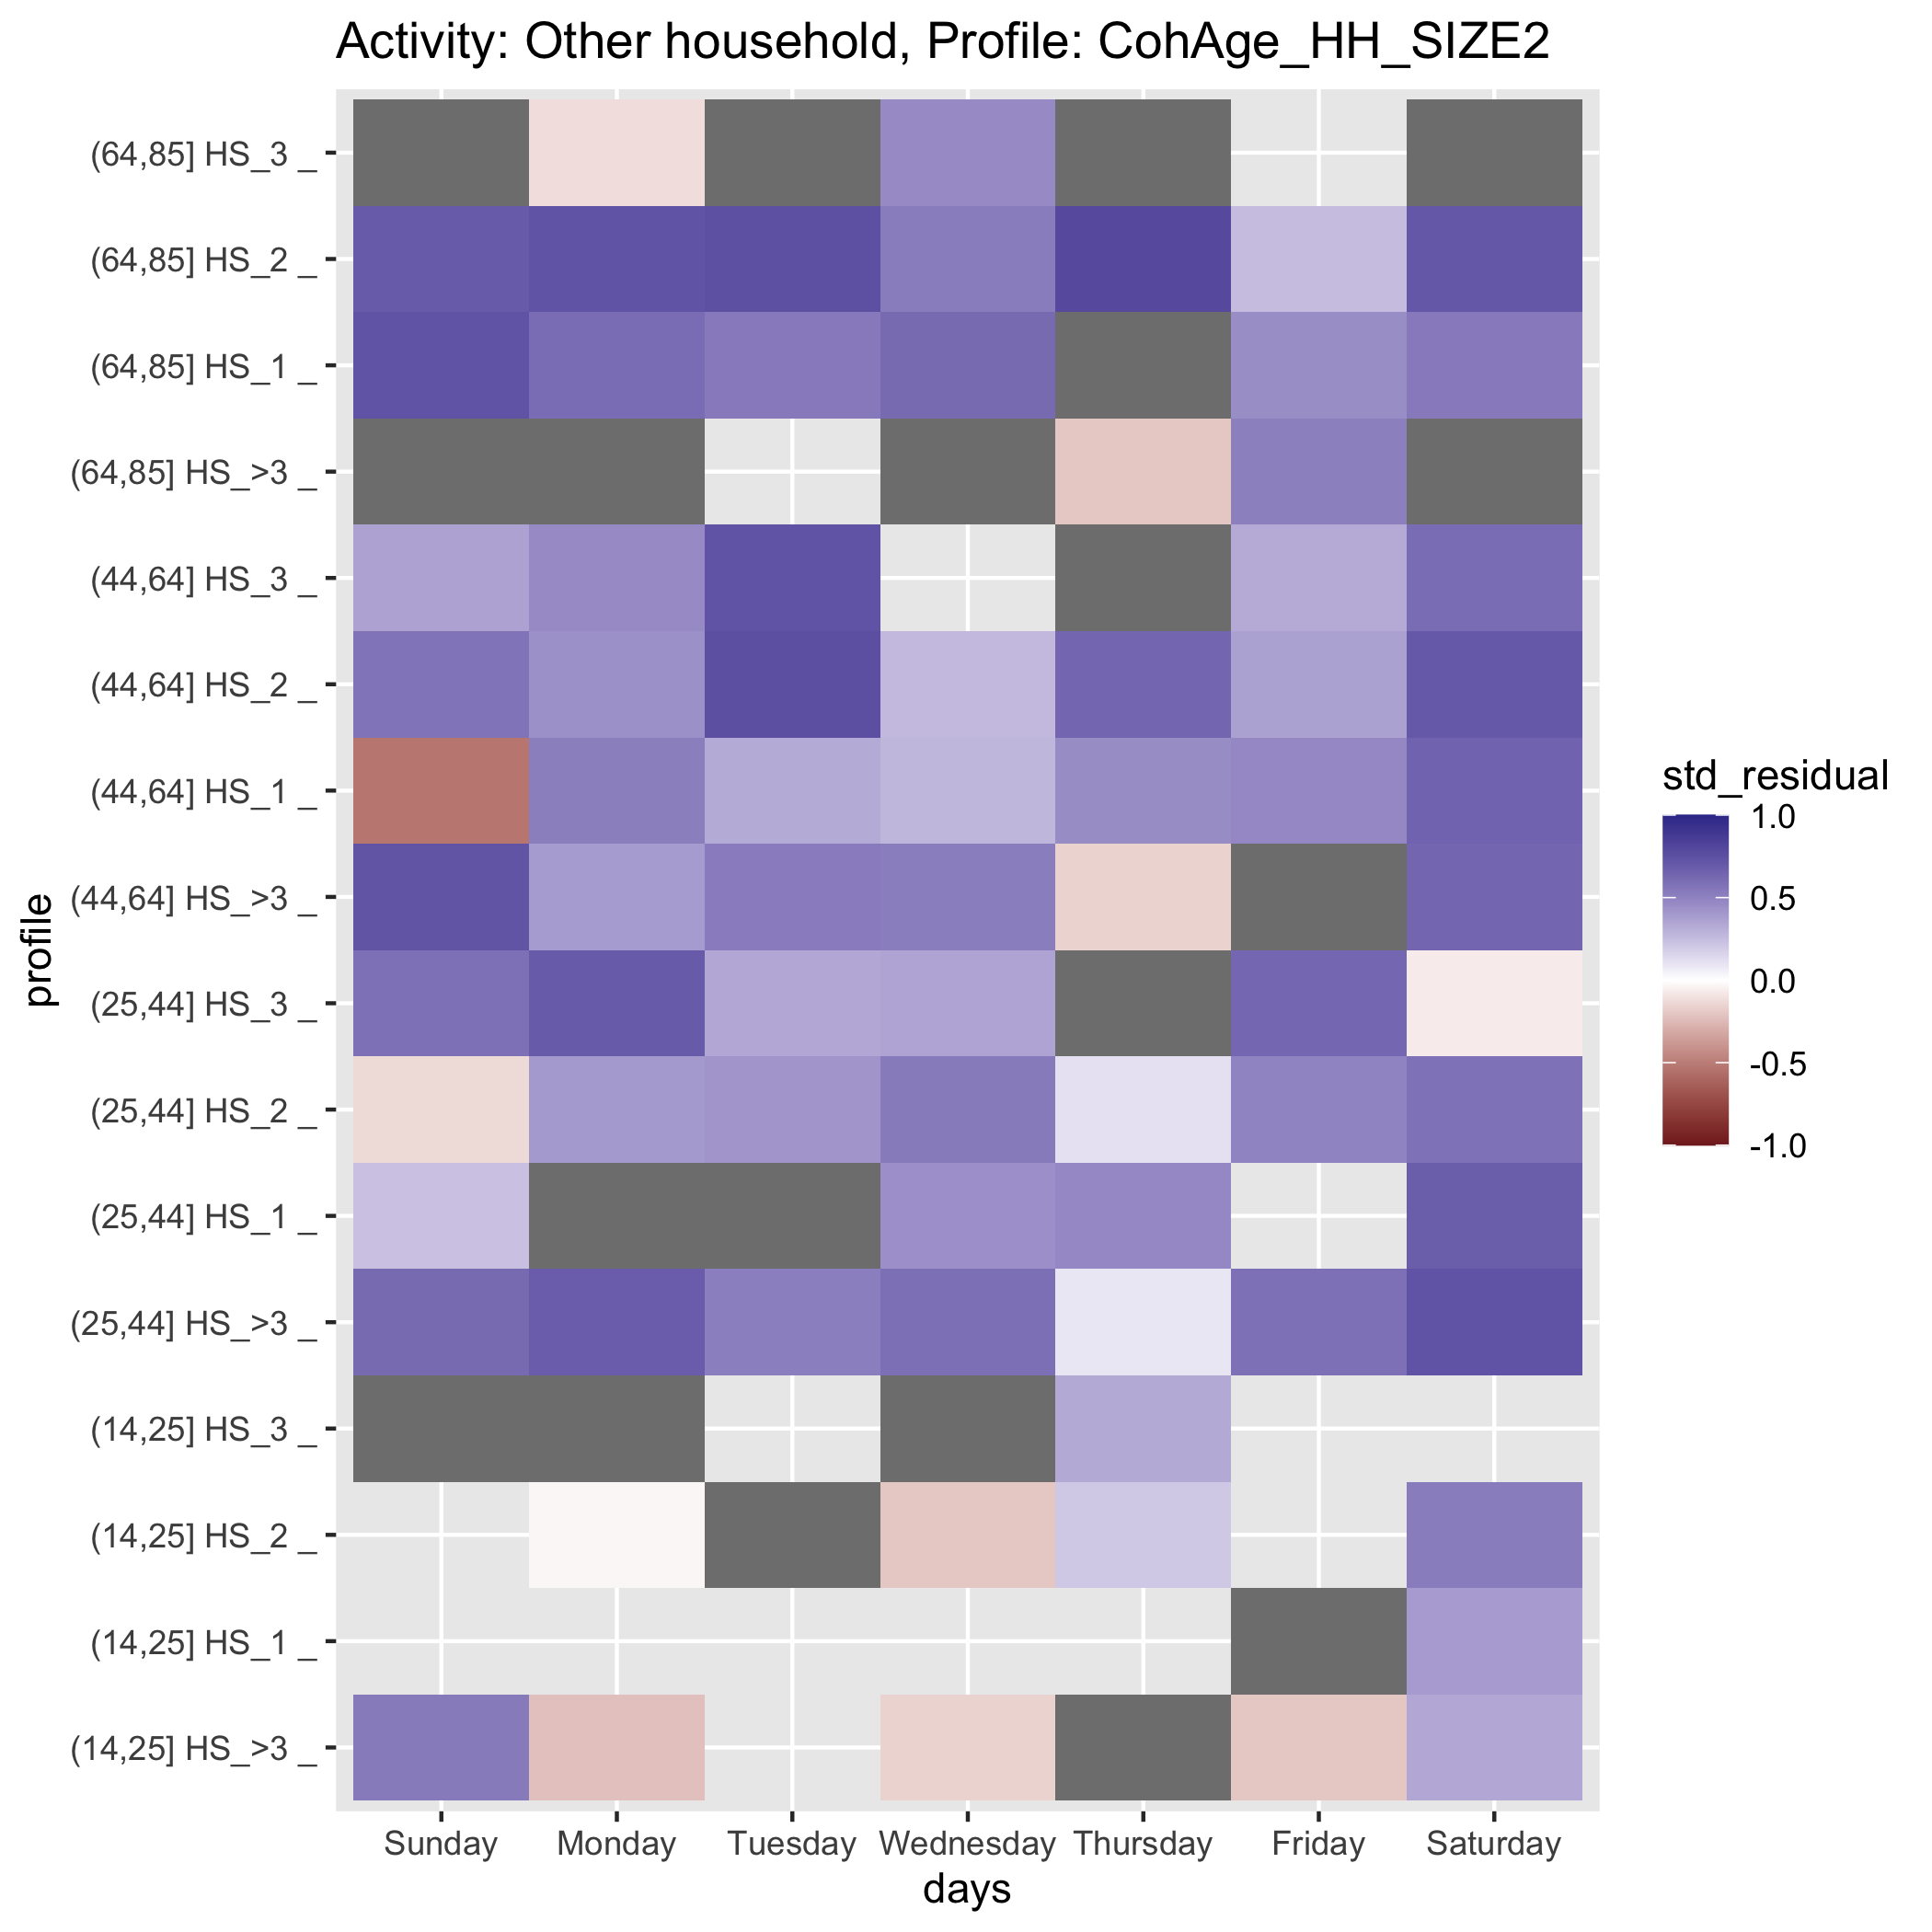 Activity: Other household, Profile: CohAge_HH_SIZE2
profile
(64,85] HS_3 _
(64,85] HS_2 _
(64,85] HS_1 _
(64,85] HS_>3 _
(44,64] HS_3 _
(44,64] HS_2 _
(44,64] HS_1 _
(44,64] HS_>3 _
(25,44] HS_3 _
(25,44] HS_2 _
(25,44] HS_1 _
(25,44] HS_>3 _
(14,25] HS_3 _
(14,25] HS_2 _
(14,25] HS_1 _
(14,25] HS_>3 _
Sunday Monday Tuesday Wednesday Thursday Friday Saturday
days
std_residual
1.0
0.5
0.0
-0.5
-1.0